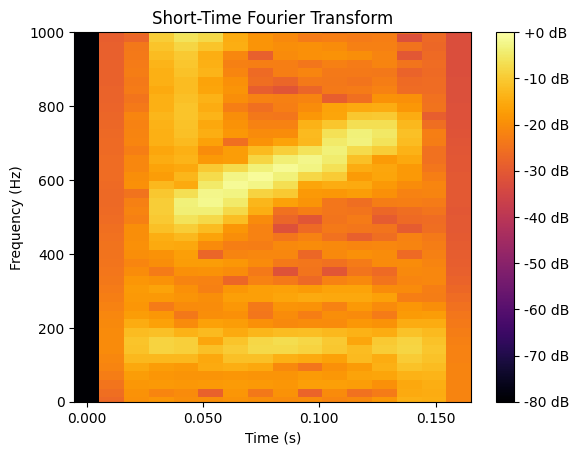 Short-Time Fourier Transform
1000
800
600
400
200
0
Frequency (Hz)
0.000
0.050
0.100
0.150
Time (s)
+0 dB
-10 dB
-20 dB
-30 dB
-40 dB
-50 dB
-60 dB
-70 dB
-80 dB